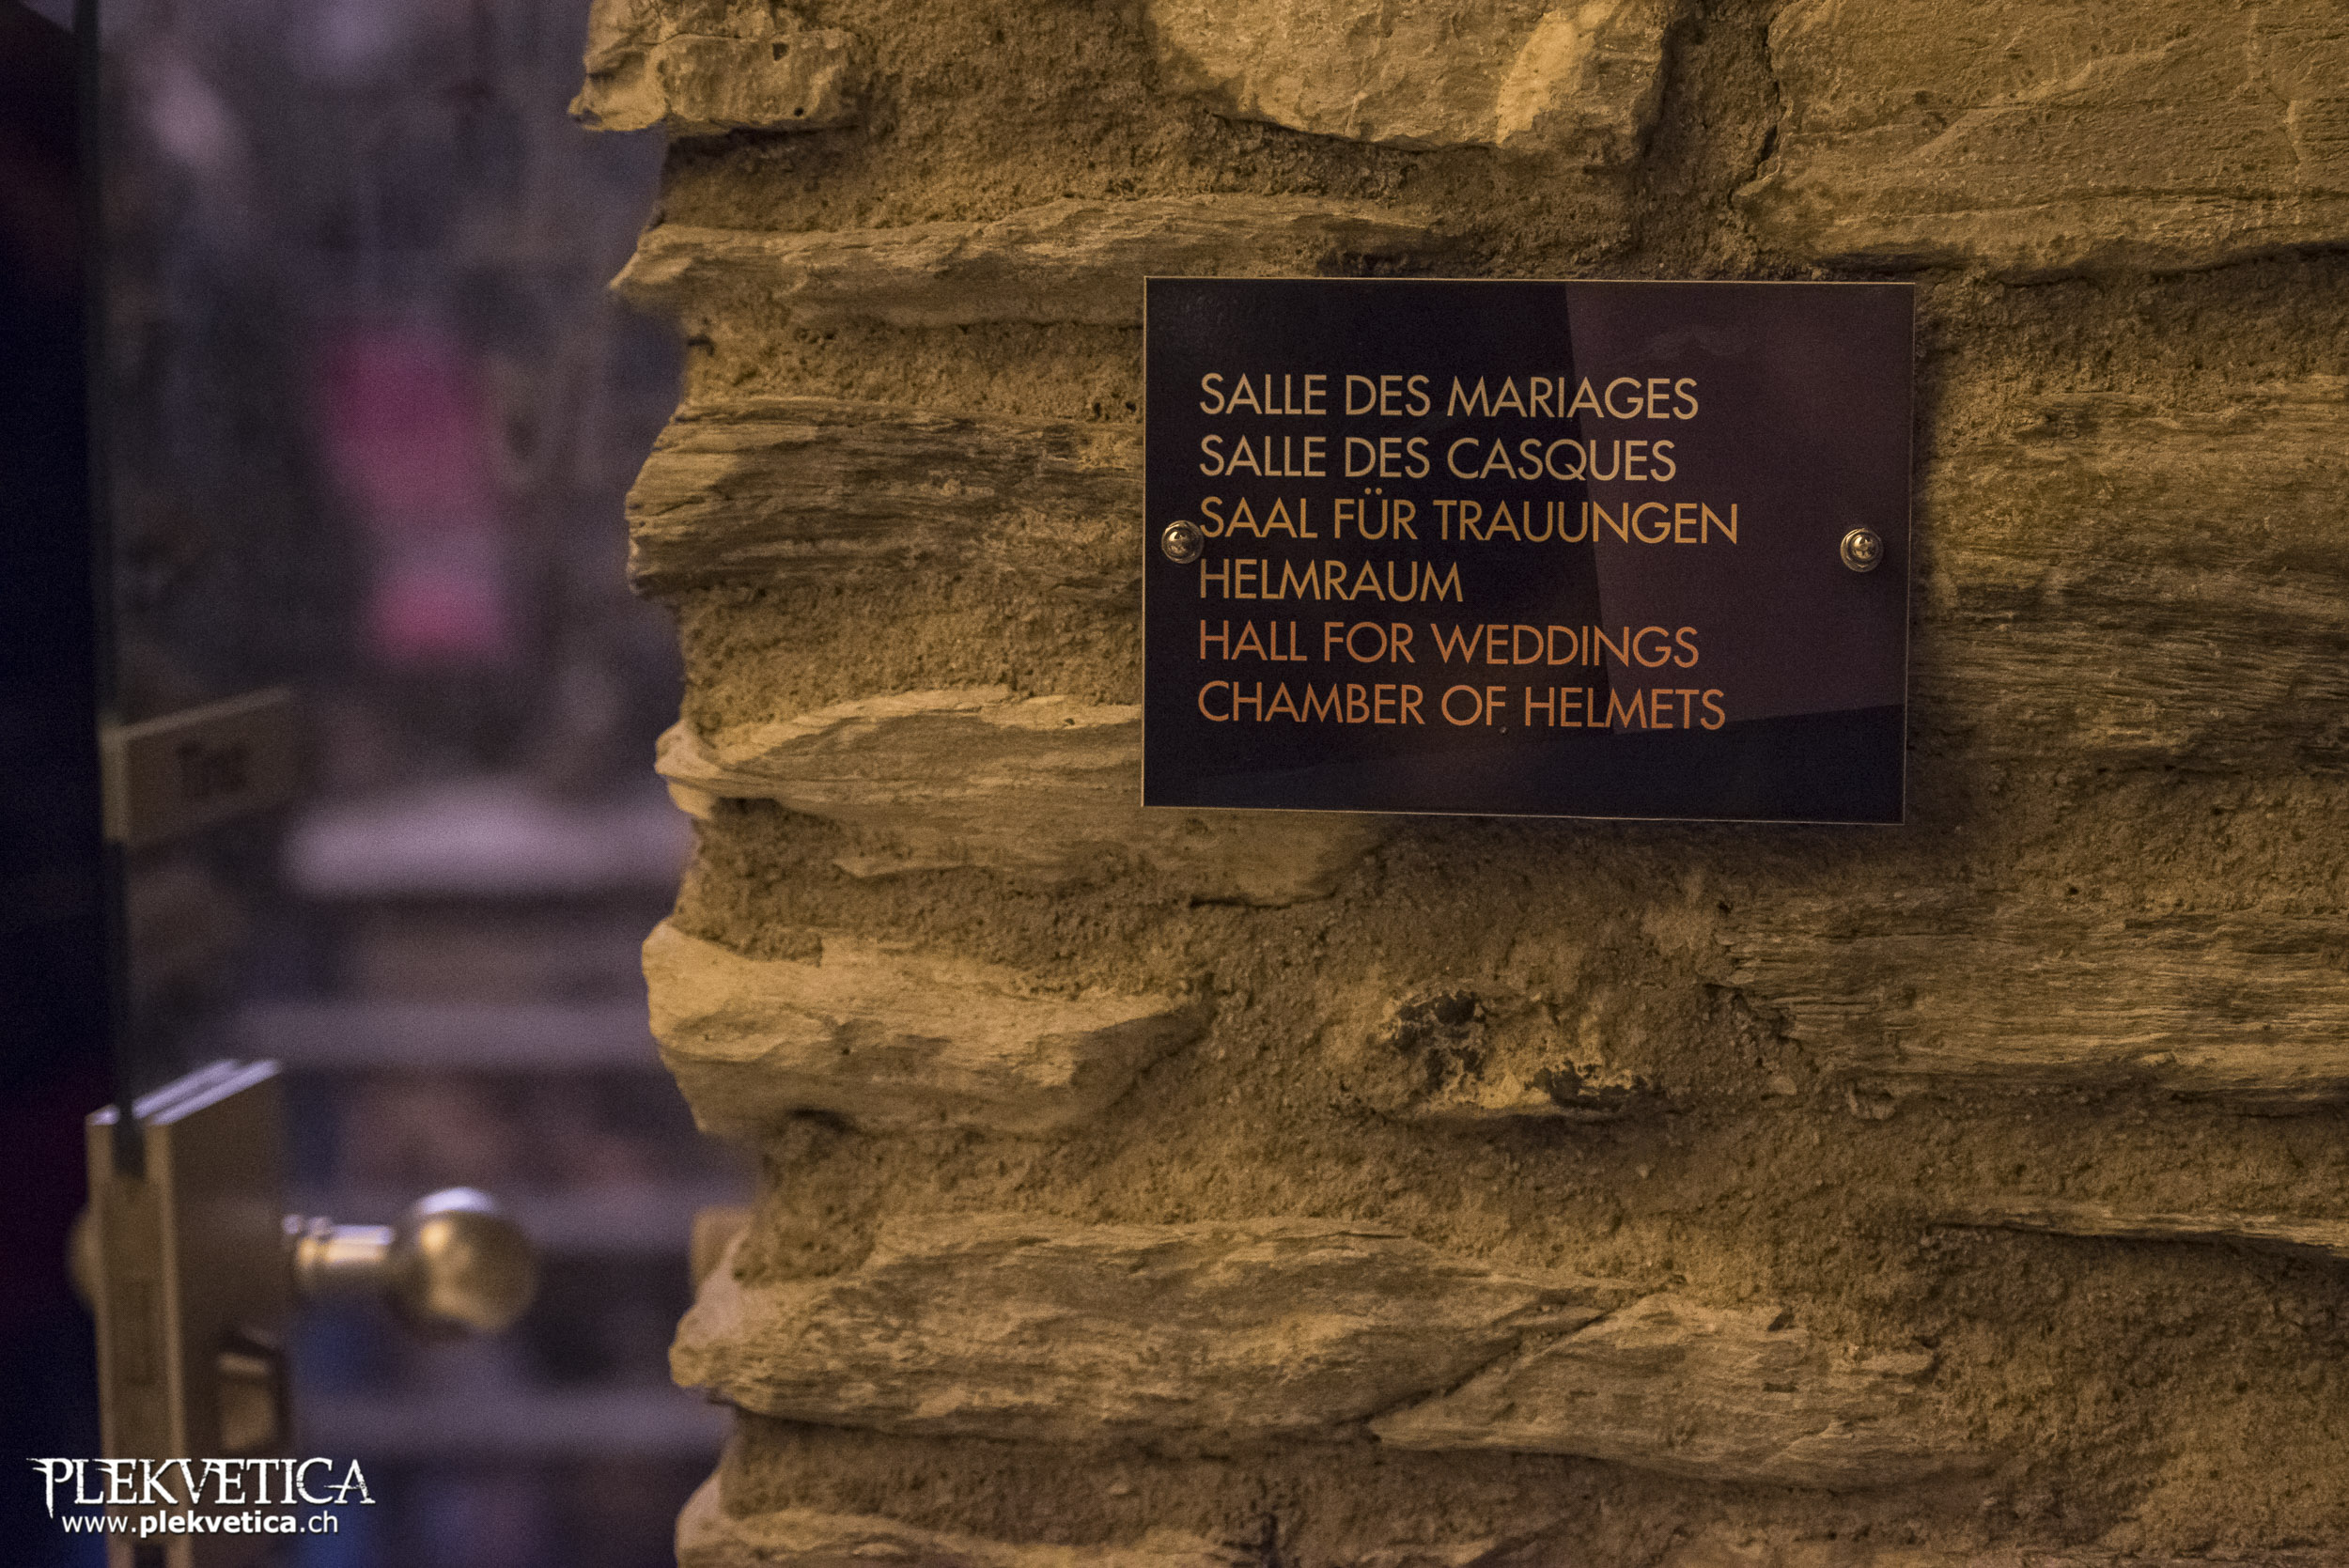 SALLE DES MARIAGES
SALLE DES CASQUES
SAAL FÜR TRAUUNGEN
HELMRAUM
HALL FOR WEDDINGS
CHAMBER OF HELMETS
PLEKVETICA
www.plekvetica.ch